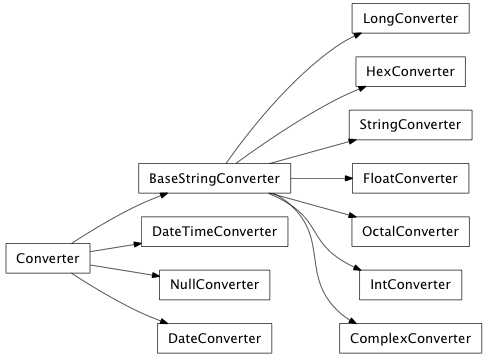 LongConverter
HexConverter
StringConverter
BaseStringConverter
FloatConverter
DateTimeConverter
OctalConverter
Converter
NullConverter
IntConverter
DateConverter
ComplexConverter